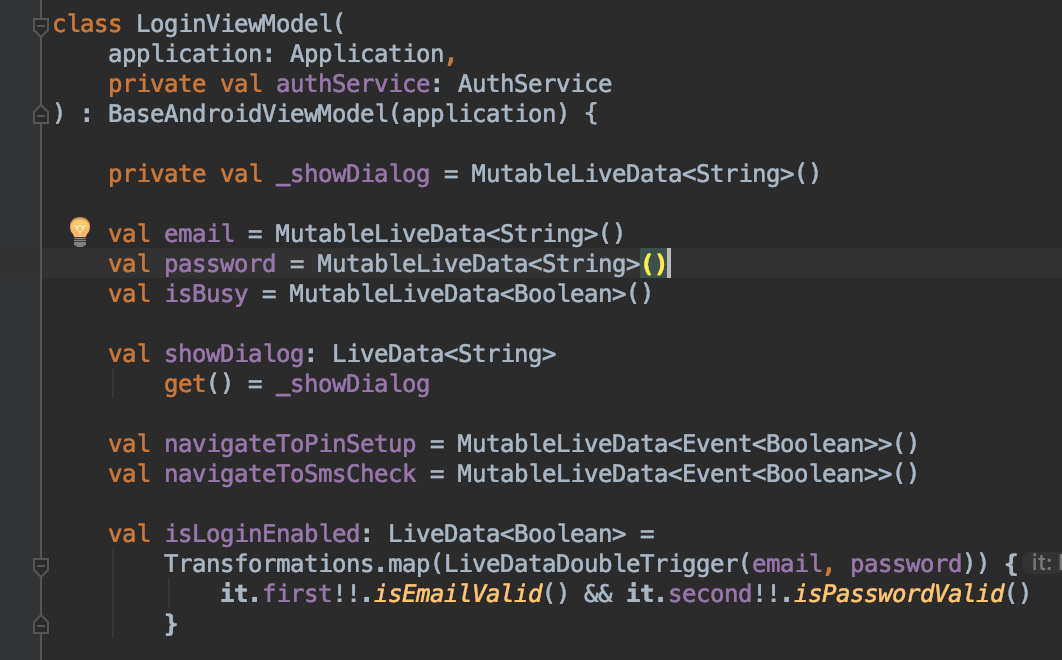 class LoginViewModel(
    application: Application,
    private val authService: AuthService
) : BaseAndroidViewModel(application) {
    private val _showDialog = MutableLiveData<String>()
    val email = MutableLiveData<String>()
    val password = MutableLiveData<String>()
    val isBusy = MutableLiveData<Boolean>()
    val showDialog: LiveData<String>
        get() = _showDialog
    val navigateToPinSetup = MutableLiveData<Event<Boolean>>()
    val navigateToSmsCheck = MutableLiveData<Event<Boolean>>()
    val isLoginEnabled: LiveData<Boolean> =
        Transformations.map(LiveDataDoubleTrigger(email, password)) { it:
            it.first!!.isEmailValid() && it.second!!.isPasswordValid()
        }